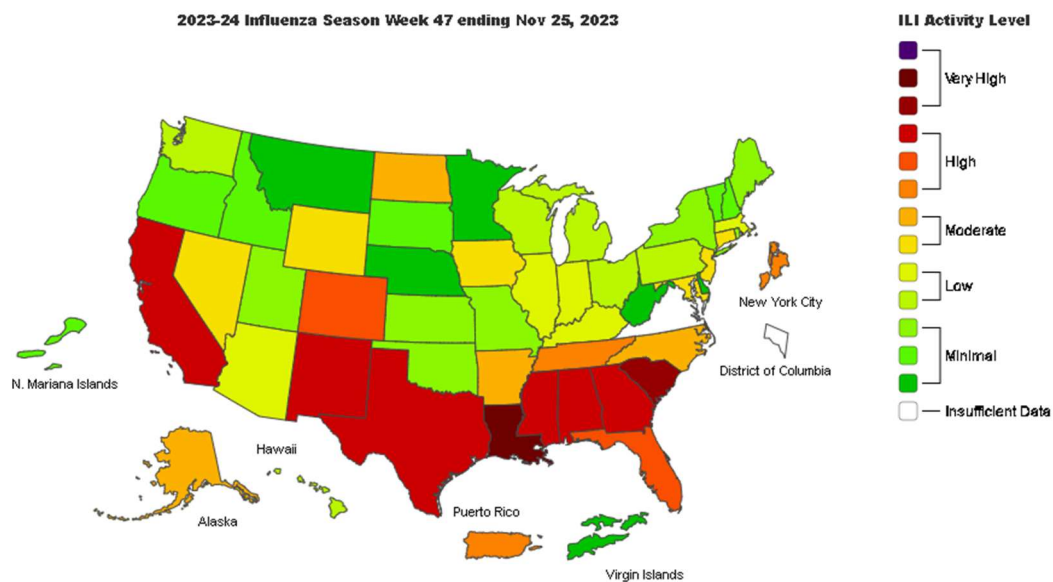 2023-24 Influenza Season Week 47 ending Nov 25, 2023
ILI Activity Level
Very High
High
Moderate
Low
Minimal
Insufficient Data
New York City
District of Columbia
N. Mariana Islands
Hawaii
Alaska
Puerto Rico
Virgin Islands